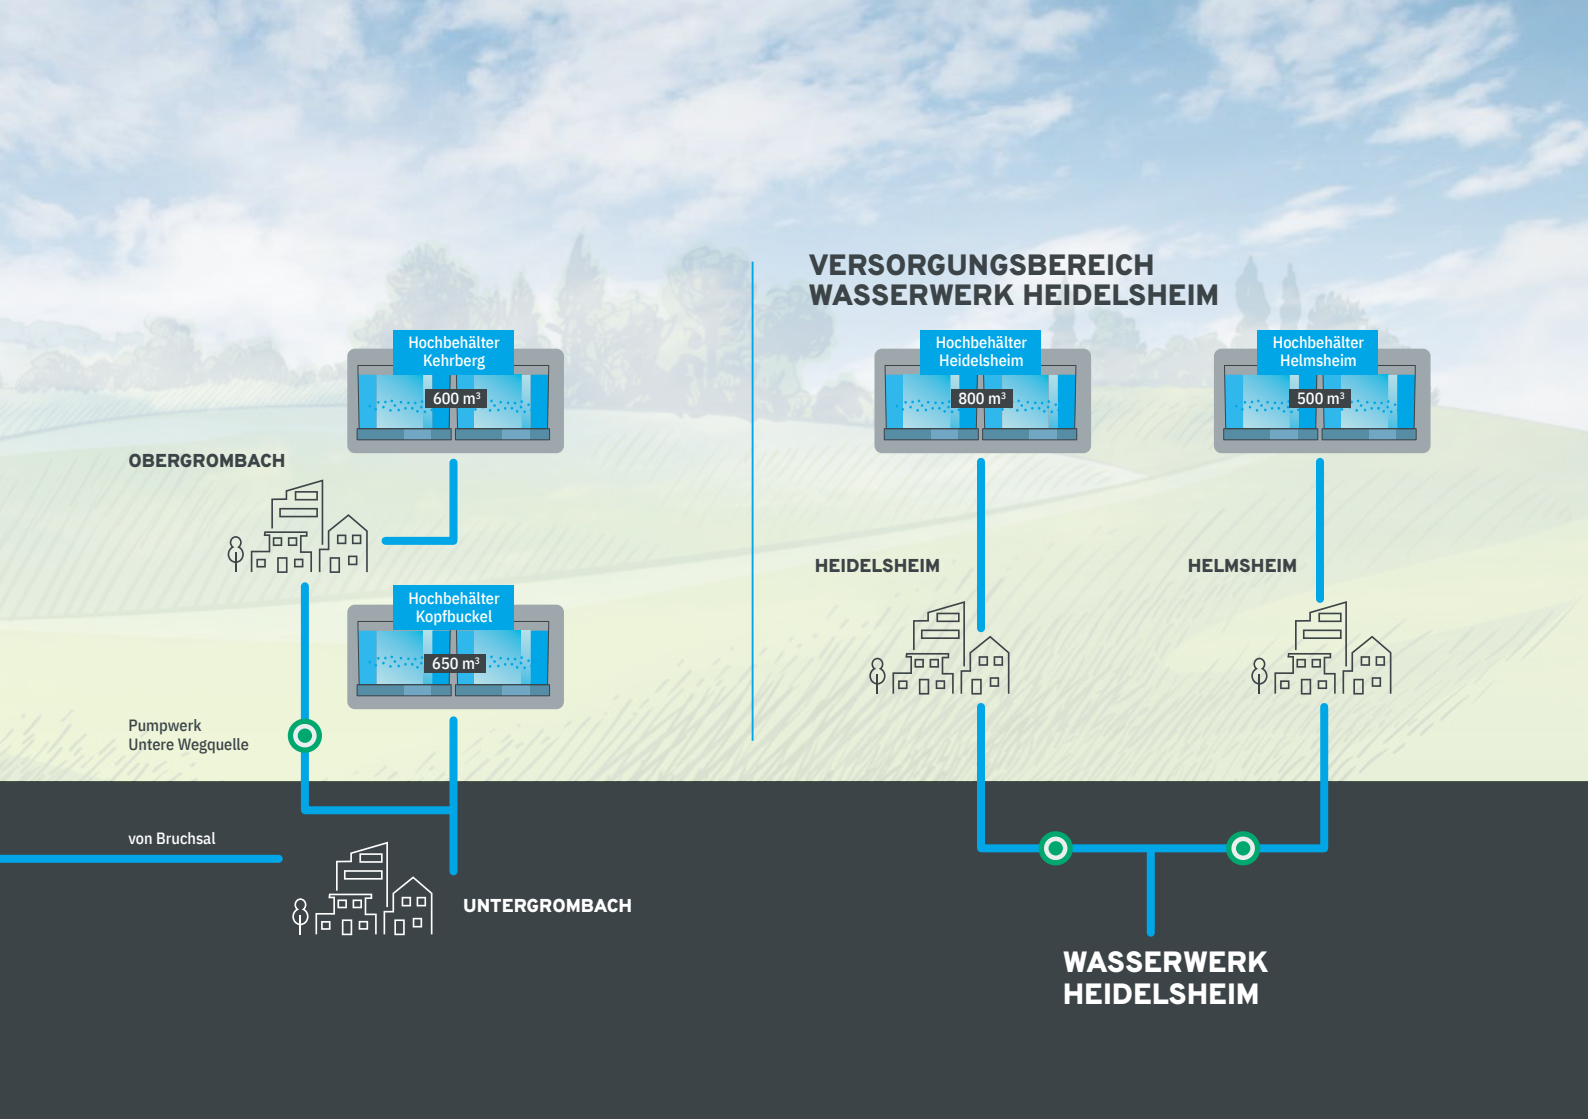 VERSORGUNGSBEREICH
WASSERWERK HEIDELSHEIM
Hochbehälter
Kehrberg
600 m³
Hochbehälter
Heidelsheim
800 m³
Hochbehälter
Helmsheim
500 m³
OBERGROMBACH
HEIDELSHEIM
HELMSHEIM
Hochbehälter
Kopfbuckel
650 m³
Pumpwerk
Untere Wegquelle
von Bruchsal
UNTERGROMBACH
WASSERWERK
HEIDELSHEIM